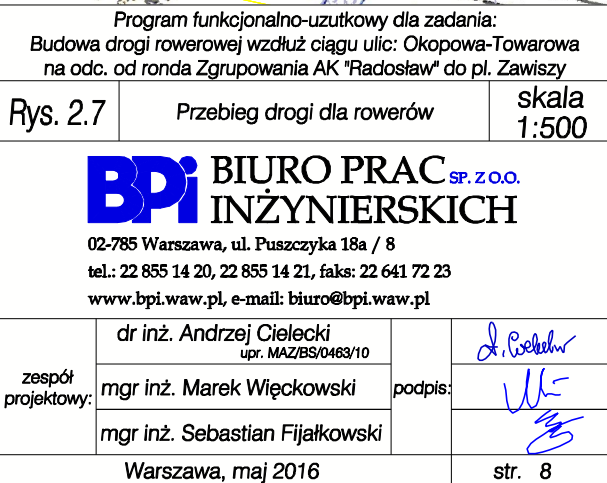 Program funkcjonalno-uzutkowy dla zadania:
Budowa drogi rowerowej wzdłuż ciągu ulic: Okopowa-Towarowa
na odc. od ronda Zgrupowania AK "Radosław" do pl. Zawiszy
Rys. 2.7
Przebieg drogi dla rowerów
skala
1:500
BPi
BIURO PRAC SP. Z O.O.
INŻYNIERSKICH
02-785 Warszawa, ul. Puszczyka 18a / 8
tel.: 22 855 14 20, 22 855 14 21, faks: 22 641 72 23
www.bpi.waw.pl, e-mail: biuro@bpi.waw.pl
zespół
projektowy:
dr inż. Andrzej Cielecki
upr. MAZ/BS/0463/10
mgr inż. Marek Więckowski
mgr inż. Sebastian Fijałkowski
podpis:
Warszawa, maj 2016
str. 8